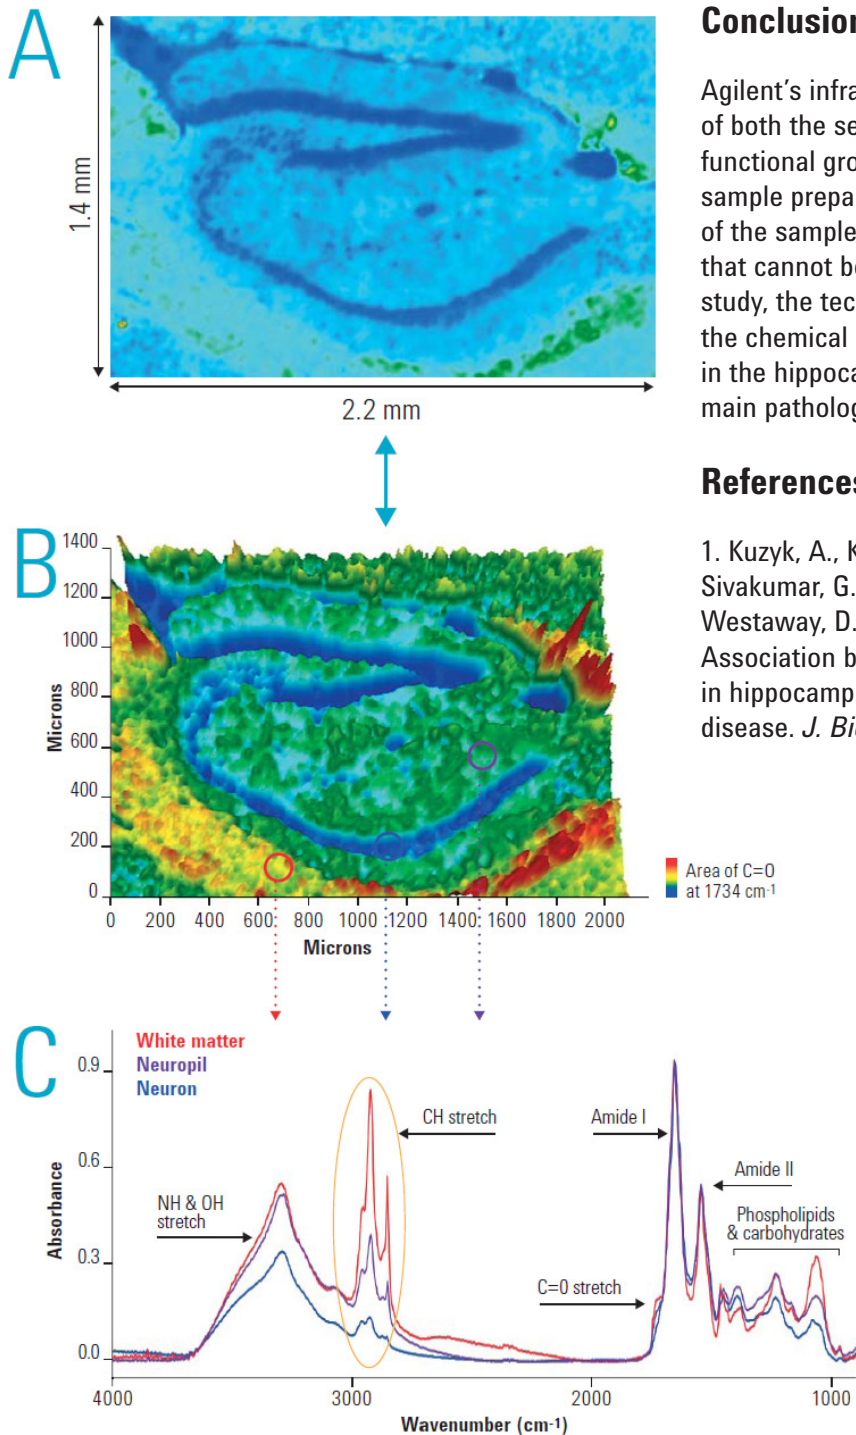 A
1.4 mm
2.2 mm
B
1400
1200
1000
800
600
400
200
0
Microns
0 200 400 600 800 1000 1200 1400 1600 1800 2000
Microns
Area of C=O
at 1734 cm-1
C
White matter
Neuropil
Neuron
0.9
0.6
0.3
0.0
Absorbance
NH & OH
stretch
CH stretch
Amide I
Amide II
Phospholipids
& carbohydrates
C=O stretch
4000 3000 2000 1000
Wavenumber (cm-1)
Conclusion
Agilent's infra
of both the se
functional gro
sample prepa
of the sample
that cannot be
study, the tec
the chemical
in the hippoca
main patholog
References
1. Kuzyk, A., K
Sivakumar, G.
Westaway, D.
Association b
in hippocamp
disease. J. Bi